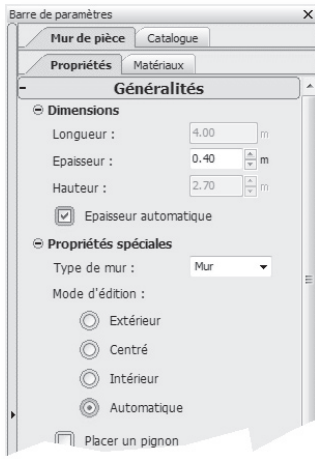 Barre de paramètres X
Mur de pièce Catalogue
Propriétés Matériaux
Généralités
Dimensions
Longueur : 4.00 m
Epaisseur : 0.40 m
Hauteur : 2.70 m
Epaisseur automatique
Propriétés spéciales
Type de mur : Mur
Mode d'édition :
Extérieur
Centré
Intérieur
Automatique
Placer un pignon